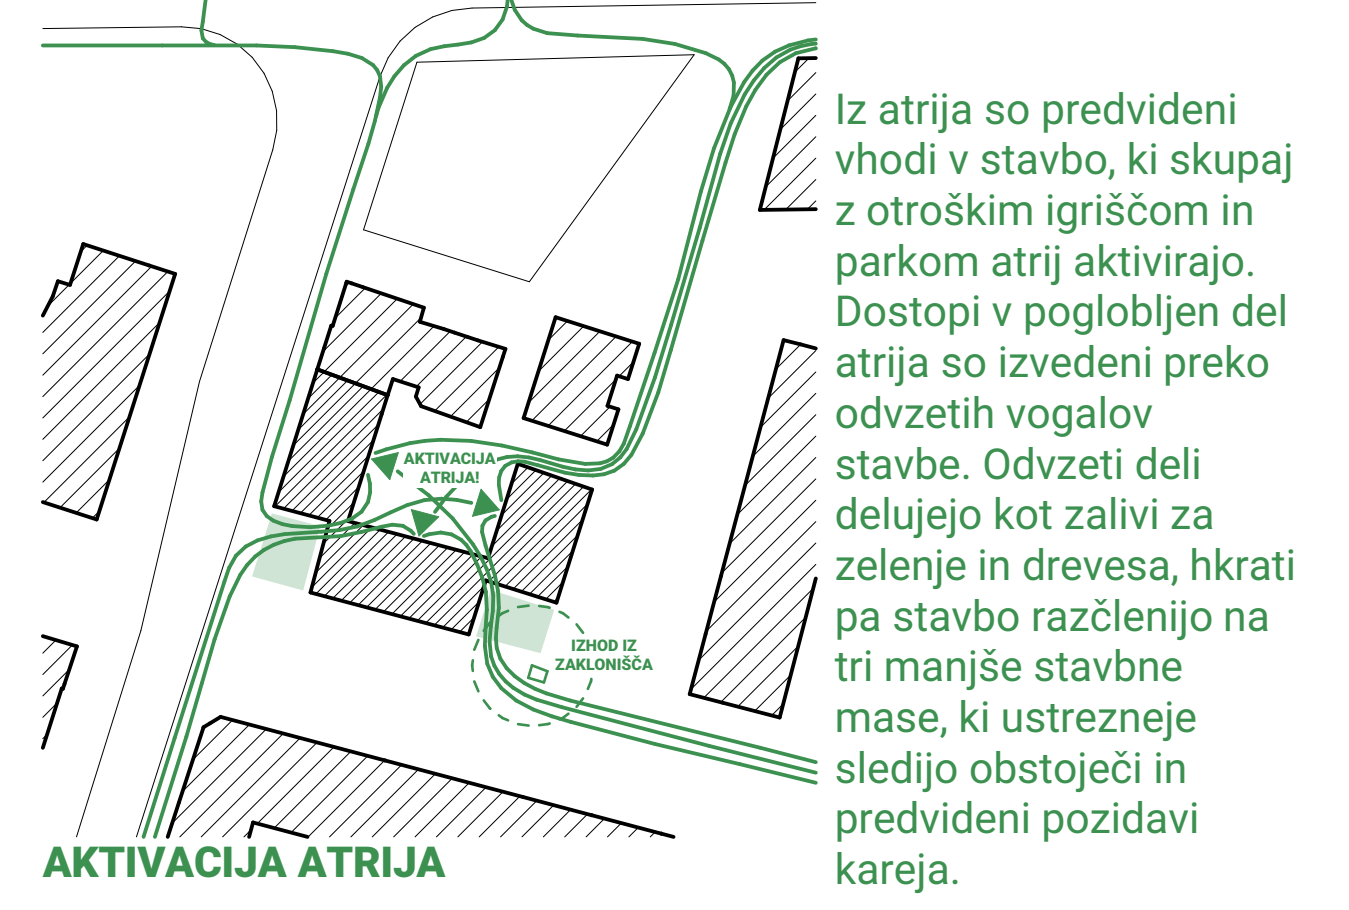 AKTIVACIJA
ATRIJA!
IZHOD IZ
ZAKLONIŠČA
AKTIVACIJA ATRIJA
Iz atrija so predvideni
vhodi v stavbo, ki skupaj
z otroškim igriščom in
parkom atrij aktivirajo.
Dostopi v poglobljen del
atrija so izvedeni preko
odvzetih vogalov
stavbe. Odvzeti deli
delujejo kot zalivi za
zelenje in drevesa, hkrati
pa stavbo razčlenijo na
tri manjše stavbne
mase, ki ustrezneje
sledijo obstoječi in
predvideni pozidavi
kareja.